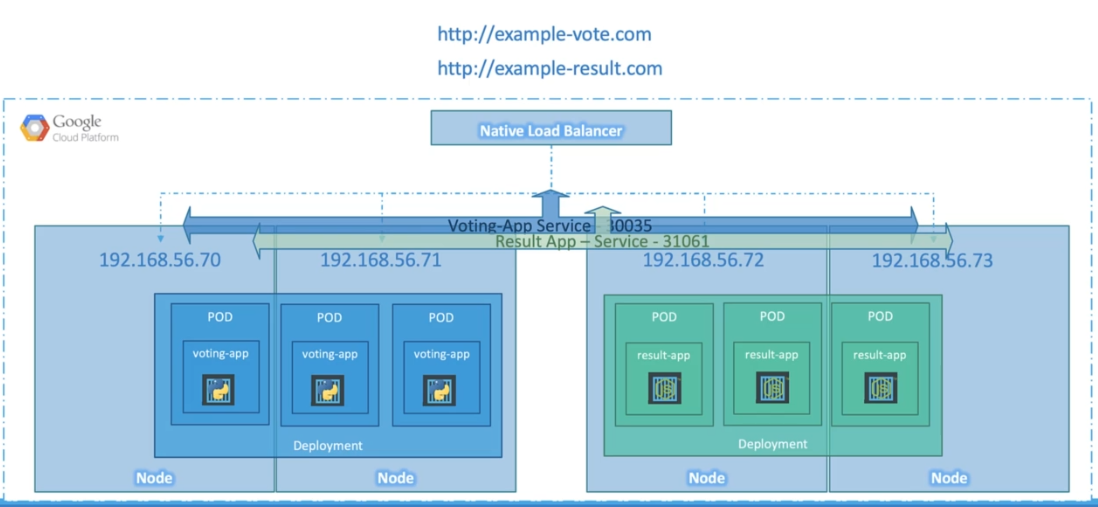 http://example-vote.com
http://example-result.com
Google
Cloud Platform
Native Load Balancer
Voting-App Service - 30035
Result App – Service - 31061
192.168.56.70
192.168.56.71
192.168.56.72
192.168.56.73
POD
POD
POD
POD
POD
POD
voting-app
voting-app
voting-app
result-app
result-app
result-app
Deployment
Deployment
Node
Node
Node
Node